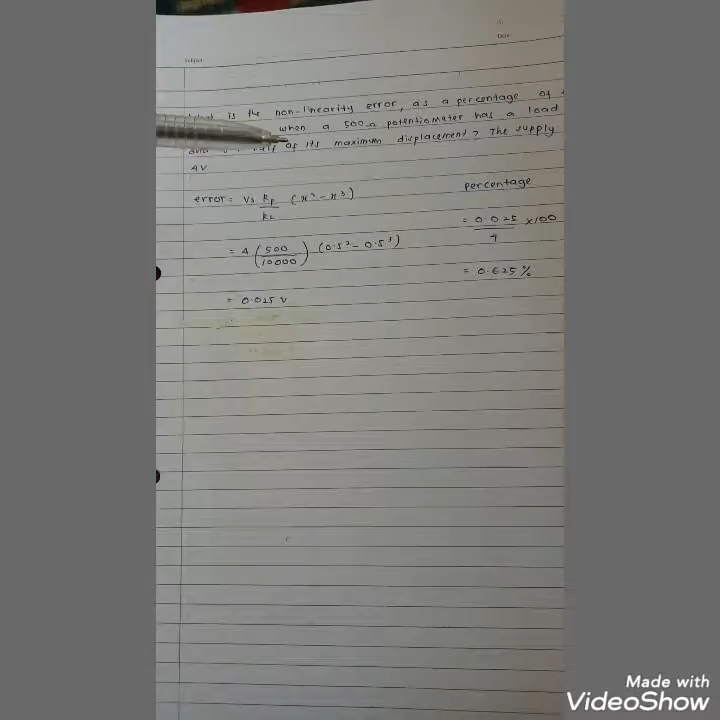 Subject
Date
is the non-linearity error, as a percentage of
when a 500Ω potentiometer has a load
of its maximum displacement? The supply
4V
error = Vs Rp/RL (x² - x³)
percentage
= 4 (500/10000) (0.5² - 0.5³)
= 0.025/4 x100
= 0.625%
= 0.025 V
Made with
VideoShow